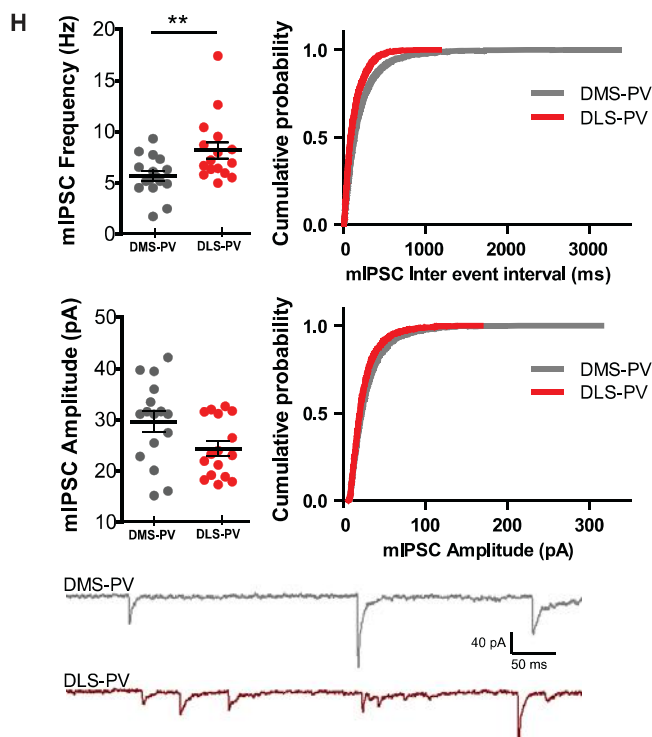 H
**
mIPSC Frequency (Hz)
20
15
10
5
0
DMS-PV
DLS-PV
Cumulative probability
1.0
0.5
0.0
0
1000
2000
3000
mIPSC Inter event interval (ms)
DMS-PV
DLS-PV
mIPSC Amplitude (pA)
50
40
30
20
10
DMS-PV
DLS-PV
Cumulative probability
1.0
0.5
0.0
0
100
200
300
mIPSC Amplitude (pA)
DMS-PV
DLS-PV
DMS-PV
40 pA
50 ms
DLS-PV